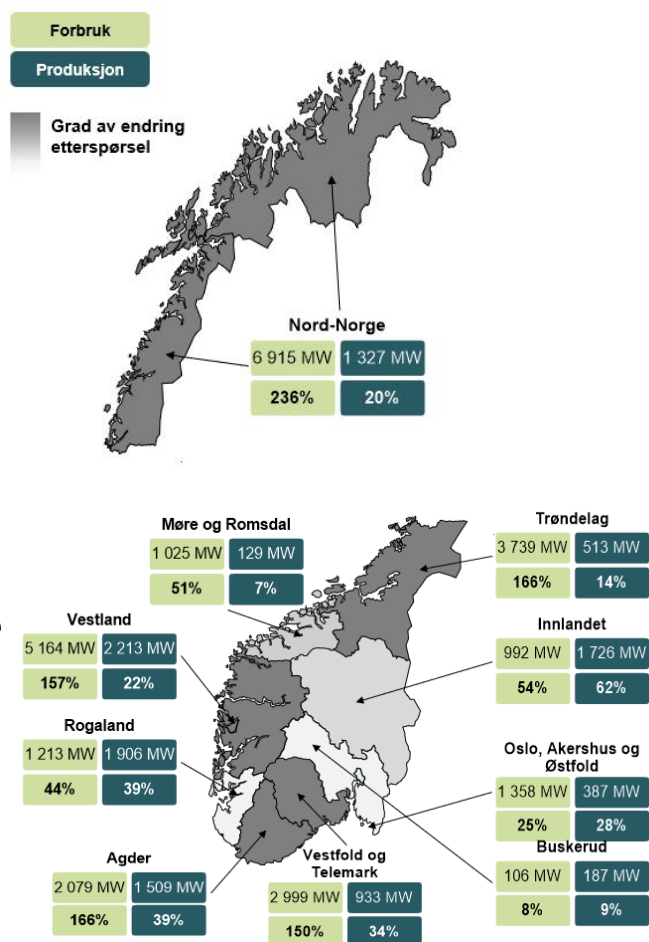 Forbruk
Produksjon
Grad av endring
etterspørsel
Nord-Norge
6 915 MW 1 327 MW
236% 20%
Møre og Romsdal
1 025 MW 129 MW
51% 7%
Trøndelag
3 739 MW 513 MW
166% 14%
Vestland
5 164 MW 2 213 MW
157% 22%
Innlandet
992 MW 1 726 MW
54% 62%
Rogaland
1 213 MW 1 906 MW
44% 39%
Oslo, Akershus og
Østfold
1 358 MW 387 MW
25% 28%
Buskerud
106 MW 187 MW
8% 9%
Agder
2 079 MW 1 509 MW
166% 39%
Vestfold og
Telemark
2 999 MW 933 MW
150% 34%